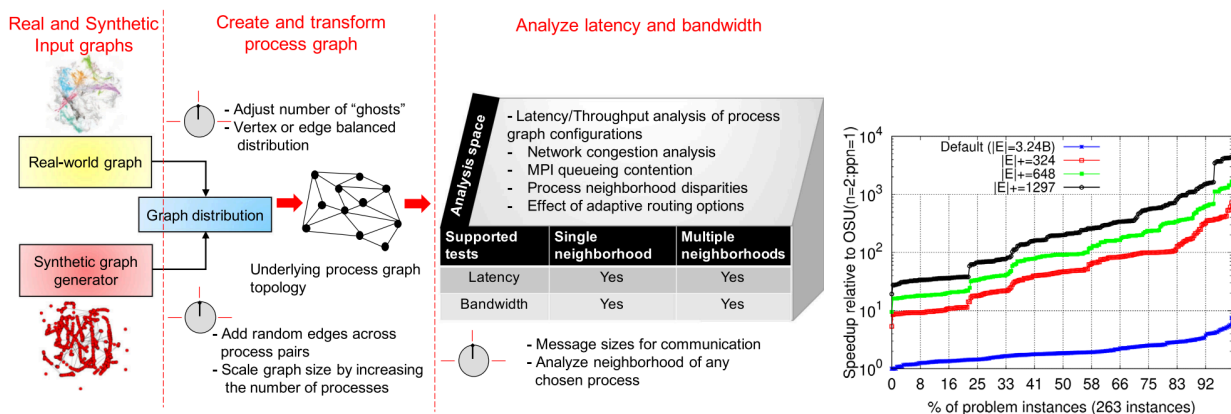 Real and Synthetic
Input graphs
Real-world graph
Synthetic graph
generator
Create and transform
process graph
- Adjust number of “ghosts”
- Vertex or edge balanced
distribution
Graph distribution
Underlying process graph
topology
- Add random edges across
process pairs
- Scale graph size by increasing
the number of processes
Analyze latency and bandwidth
Analysis space
- Latency/Throughput analysis of process
graph configurations
- Network congestion analysis
- MPI queueing contention
- Process neighborhood disparities
- Effect of adaptive routing options
Supported tests Single neighborhood Multiple neighborhoods
Latency Yes Yes
Bandwidth Yes Yes
- Message sizes for communication
- Analyze neighborhood of any
chosen process
Speedup relative to OSU(n=2:ppn=1)
10^4
10^3
10^2
10^1
10^0
Default (|E|=3.24B)
|E|+=324
|E|+=648
|E|+=1297
0 8 16 25 33 41 50 58 66 75 83 92
% of problem instances (263 instances)